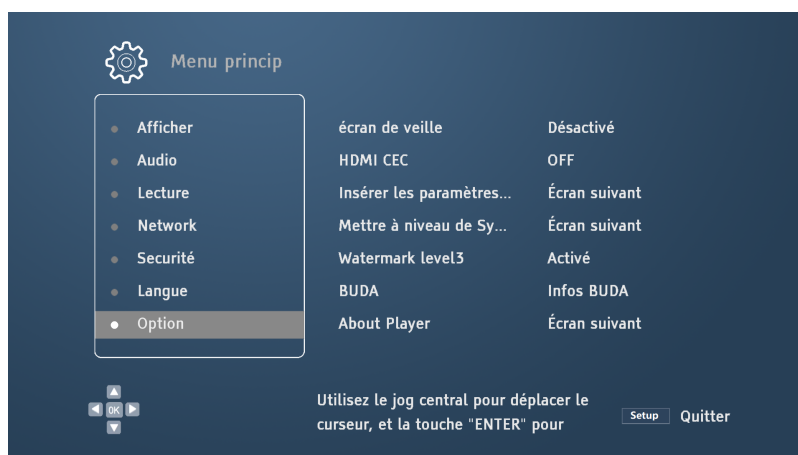 Menu princip
Afficher écran de veille Désactivé
Audio HDMI CEC OFF
Lecture Insérer les paramètres... Écran suivant
Network Mettre à niveau de Sy... Écran suivant
Securité Watermark level3 Activé
Langue BUDA Infos BUDA
Option About Player Écran suivant
OK
Utilisez le jog central pour déplacer le
curseur, et la touche "ENTER" pour
Setup Quitter